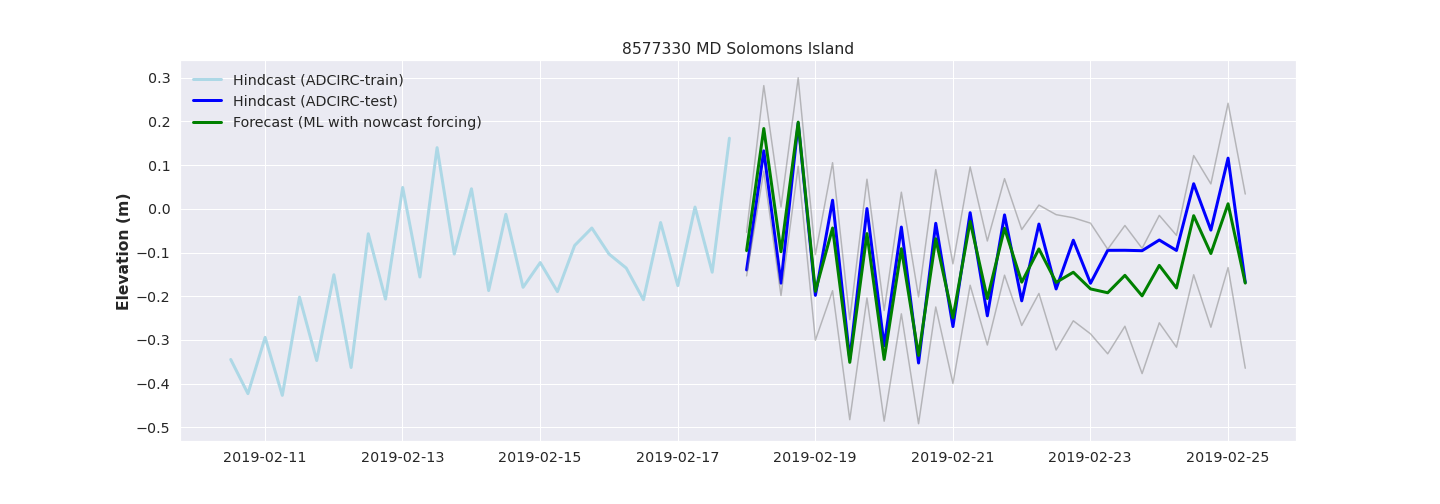 8577330 MD Solomons Island
Hindcast (ADCIRC-train)
Hindcast (ADCIRC-test)
Forecast (ML with nowcast forcing)
Elevation (m)
0.3
0.2
0.1
0.0
−0.1
−0.2
−0.3
−0.4
−0.5
2019-02-11 2019-02-13 2019-02-15 2019-02-17 2019-02-19 2019-02-21 2019-02-23 2019-02-25